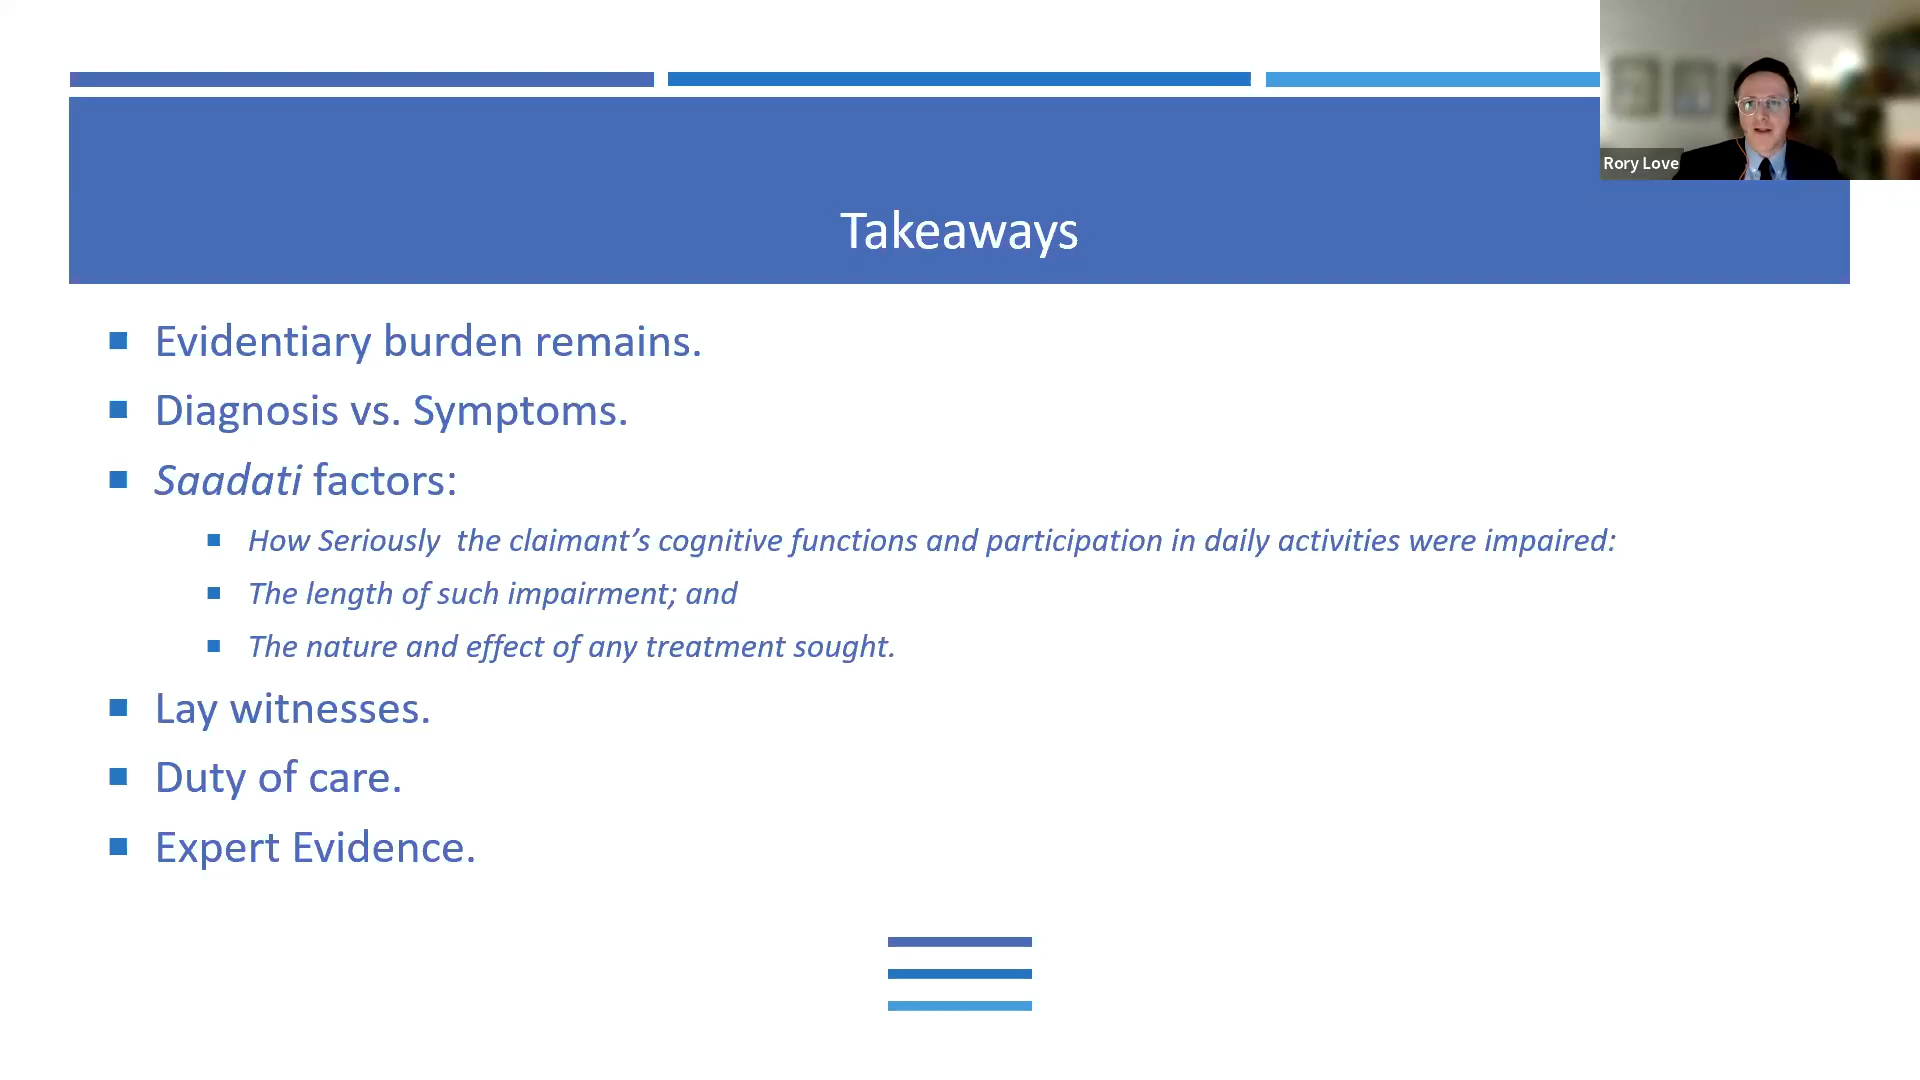 Rory Love
Takeaways
Evidentiary burden remains.
Diagnosis vs. Symptoms.
Saadati factors:
How Seriously  the claimant’s cognitive functions and participation in daily activities were impaired:
The length of such impairment; and
The nature and effect of any treatment sought.
Lay witnesses.
Duty of care.
Expert Evidence.